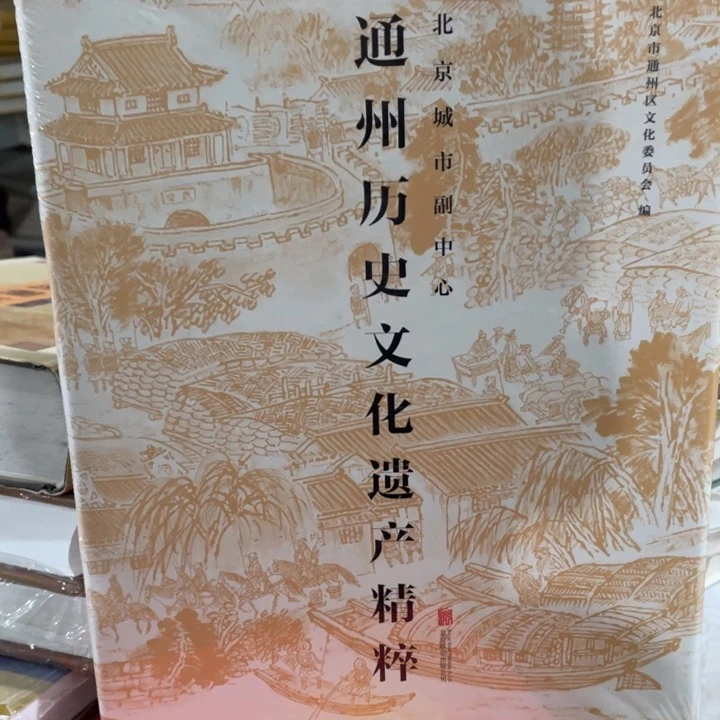 北京市通州区文化委员会 编
北京城市副中心
通州历史文化遗产精粹